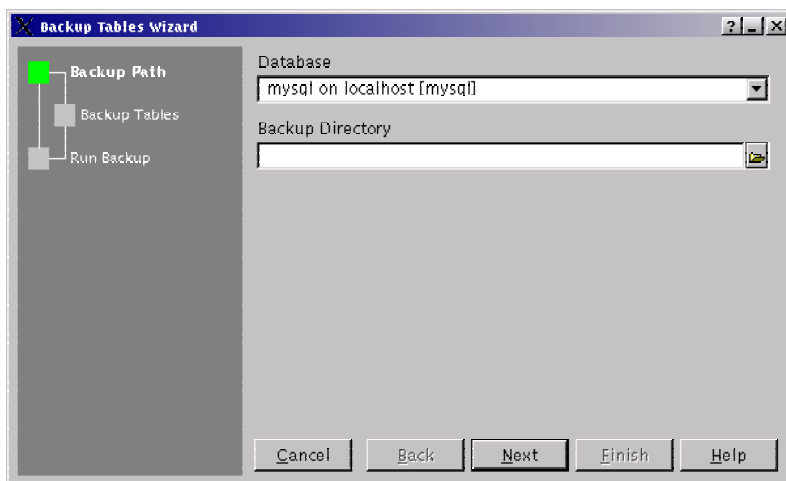 Backup Tables Wizard
Backup Path
Backup Tables
Run Backup
Database
mysql on localhost [mysql]
Backup Directory
Cancel
Back
Next
Finish
Help